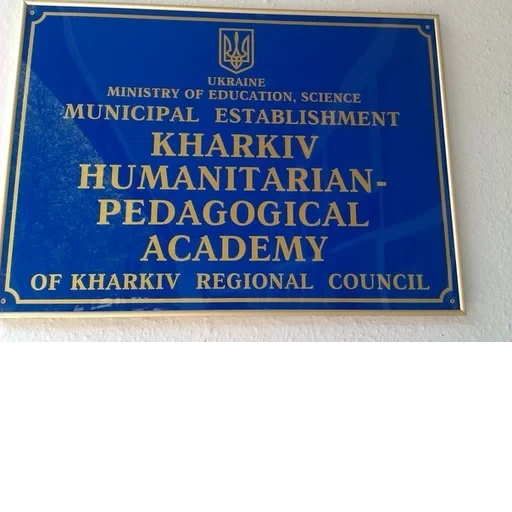 UKRAINE
MINISTRY OF EDUCATION, SCIENCE
MUNICIPAL ESTABLISHMENT
KHARKIV
HUMANITARIAN-
PEDAGOGICAL
ACADEMY
OF KHARKIV REGIONAL COUNCIL